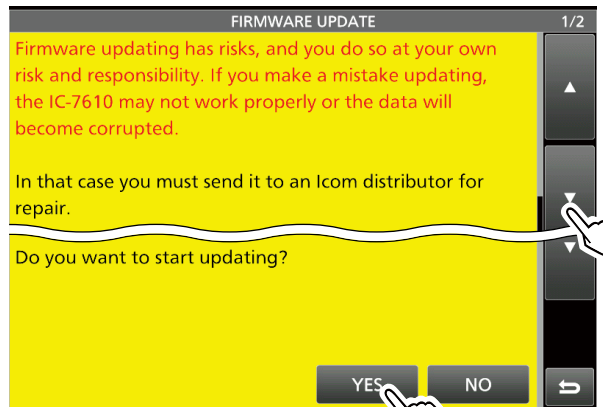 FIRMWARE UPDATE 1/2
Firmware updating has risks, and you do so at your own
risk and responsibility. If you make a mistake updating,
the IC-7610 may not work properly or the data will
become corrupted.
In that case you must send it to an Icom distributor for
repair.
Do you want to start updating?
YES NO